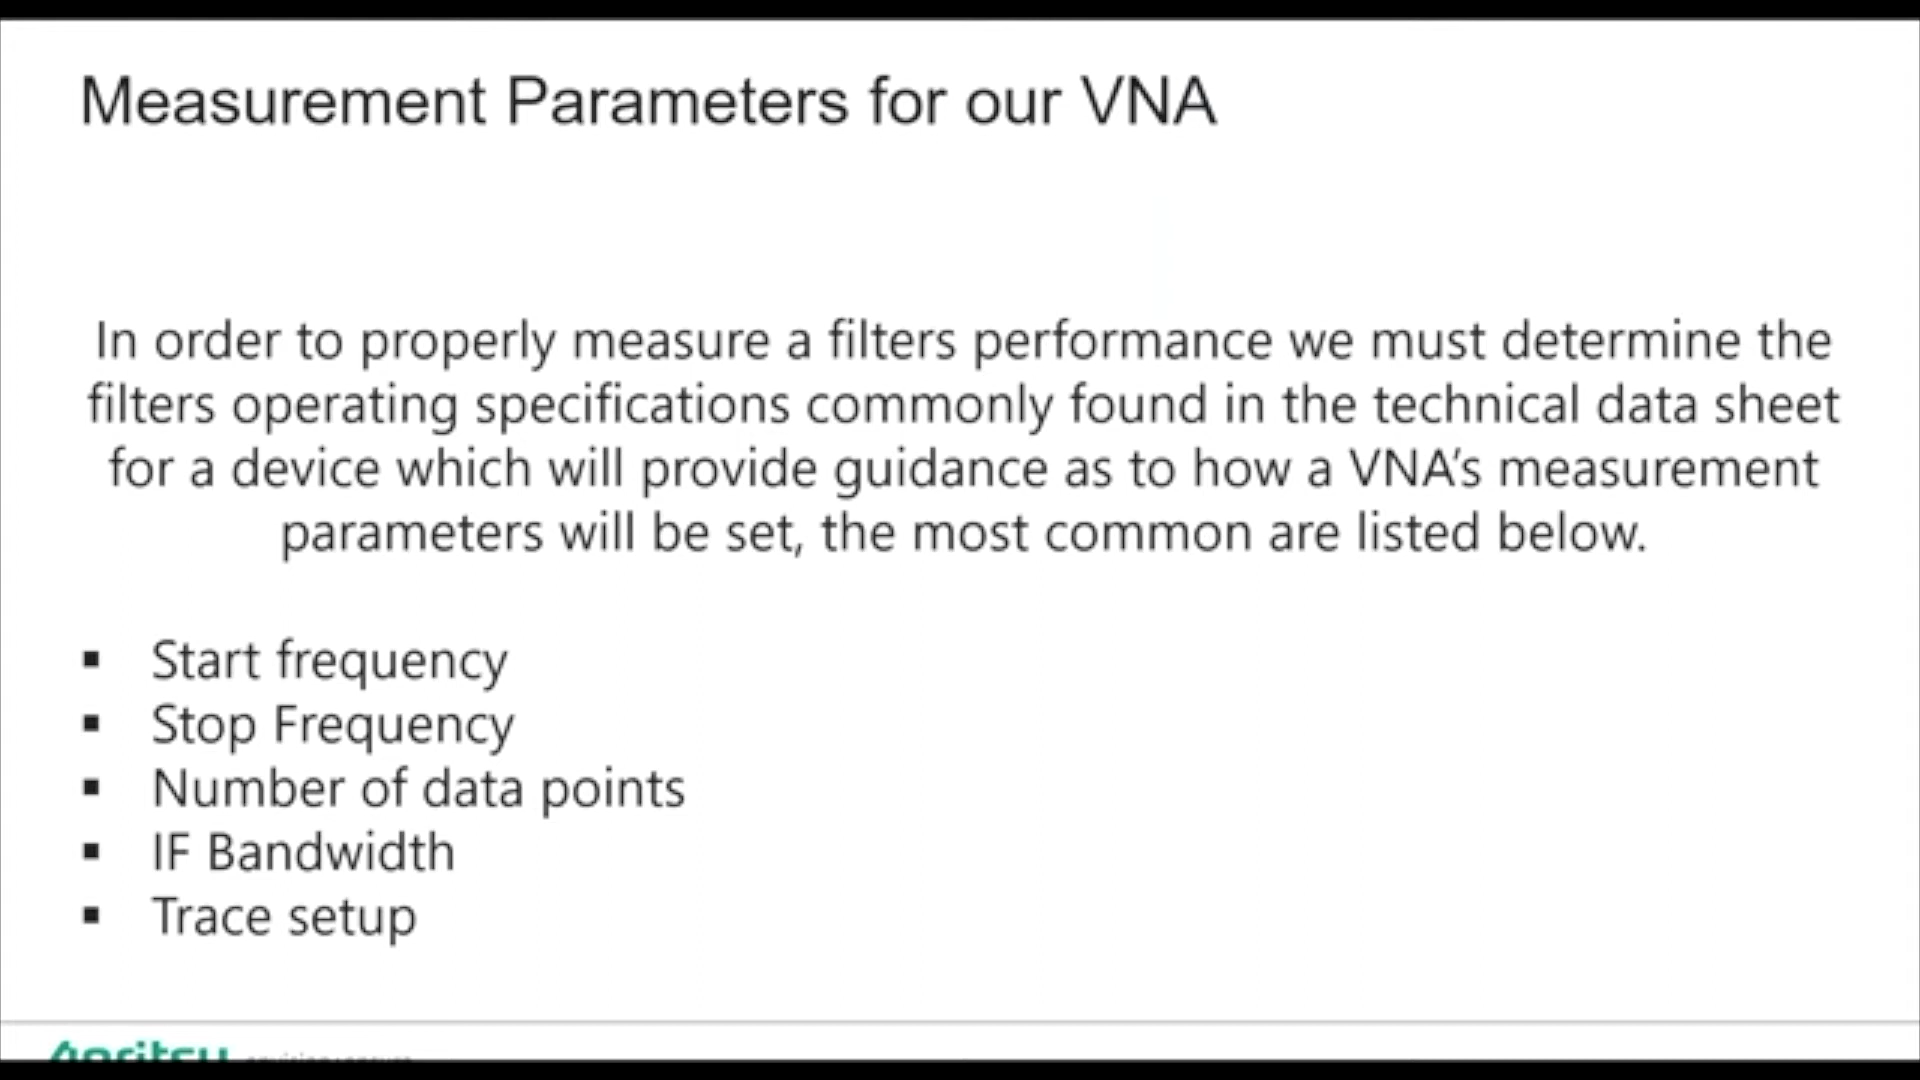 Measurement Parameters for our VNA
In order to properly measure a filters performance we must determine the
filters operating specifications commonly found in the technical data sheet
for a device which will provide guidance as to how a VNA's measurement
parameters will be set, the most common are listed below.
▪ Start frequency
▪ Stop Frequency
▪ Number of data points
▪ IF Bandwidth
▪ Trace setup
Anritsu